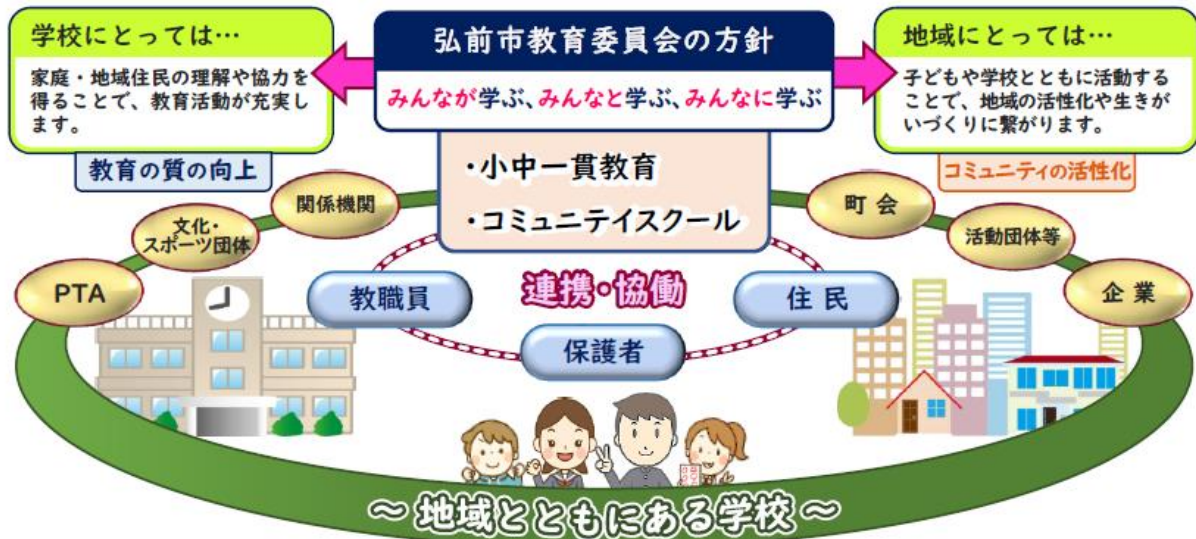 学校にとっては…
家庭・地域住民の理解や協力を
得ることで、教育活動が充実し
ます。
教育の質の向上
弘前市教育委員会の方針
みんなが学ぶ、みんなと学ぶ、みんなに学ぶ
・小中一貫教育
・コミュニテイスクール
地域にとっては…
子どもや学校とともに活動する
ことで、地域の活性化や生きが
いづくりに繋がります。
コミュニティの活性化
関係機関
文化・
スポーツ団体
PTA
町会
活動団体等
企業
教職員
連携・協働
住民
保護者
～地域とともにある学校～